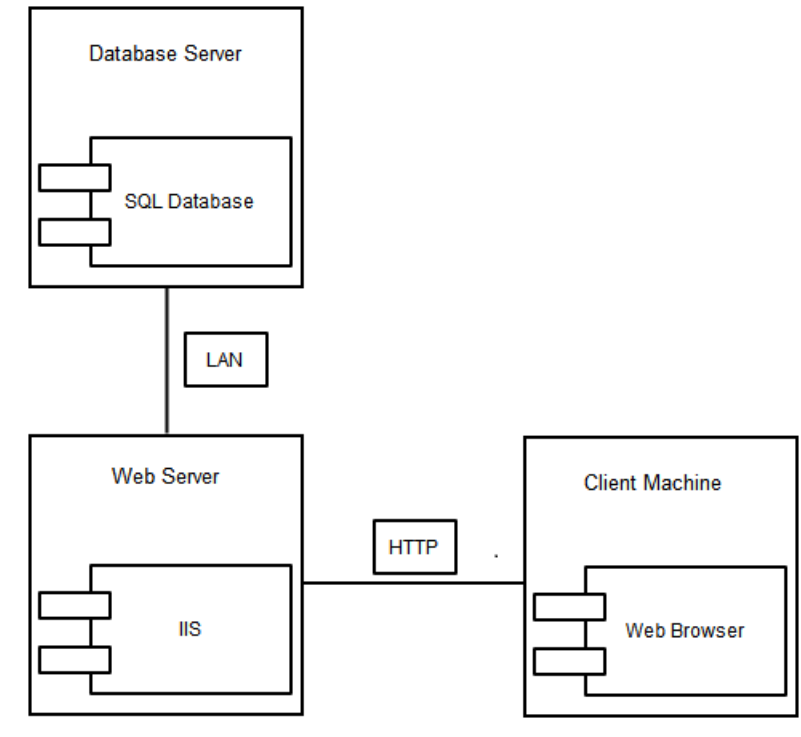 Database Server
SQL Database
LAN
Web Server
IIS
HTTP
Client Machine
Web Browser